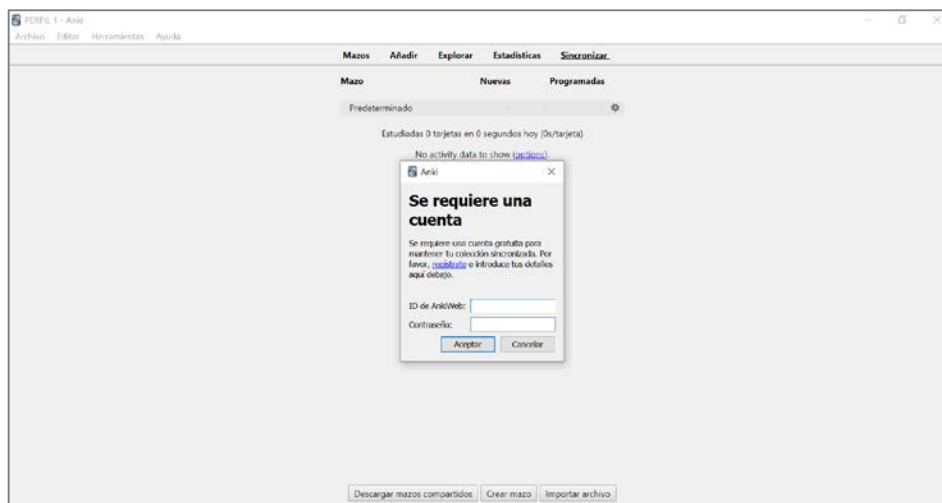 PERFIL 1 - Anki
Archivo Editar Herramientas Ayuda
Mazos Añadir Explorar Estadísticas Sincronizar
Mazo Nuevas Programadas
Predeterminado
Estudiadas 0 tarjetas en 0 segundos hoy (0s/tarjeta)
No activity data to show (options).
Anki
Se requiere una
cuenta
Se requiere una cuenta gratuita para
mantener tu colección sincronizada. Por
favor, regístrate e introduce tus detalles
aquí debajo.
ID de AnkiWeb:
Contraseña:
Aceptar Cancelar
Descargar mazos compartidos Crear mazo Importar archivo